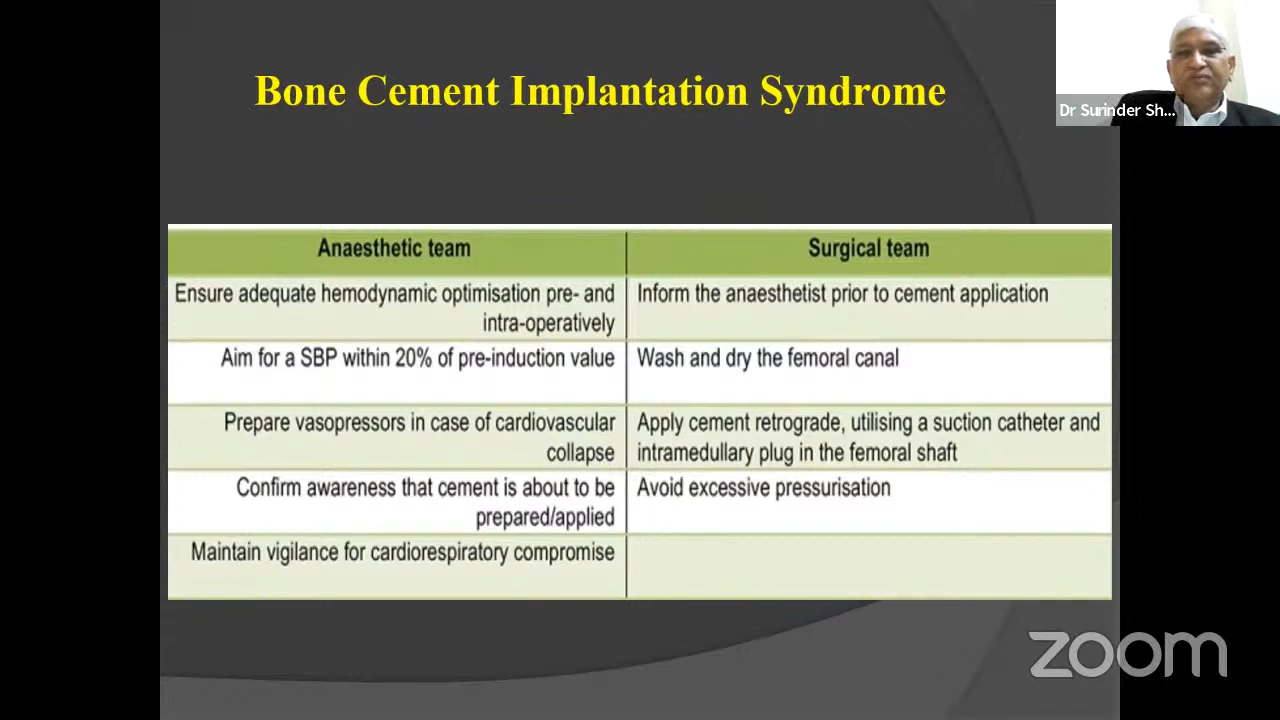 Bone Cement Implantation Syndrome
Dr Surinder Sh...
Anaesthetic team
Surgical team
Ensure adequate hemodynamic optimisation pre- and
intra-operatively
Inform the anaesthetist prior to cement application
Aim for a SBP within 20% of pre-induction value
Wash and dry the femoral canal
Prepare vasopressors in case of cardiovascular
collapse
Apply cement retrograde, utilising a suction catheter and
intramedullary plug in the femoral shaft
Confirm awareness that cement is about to be
prepared/applied
Avoid excessive pressurisation
Maintain vigilance for cardiorespiratory compromise
zoom